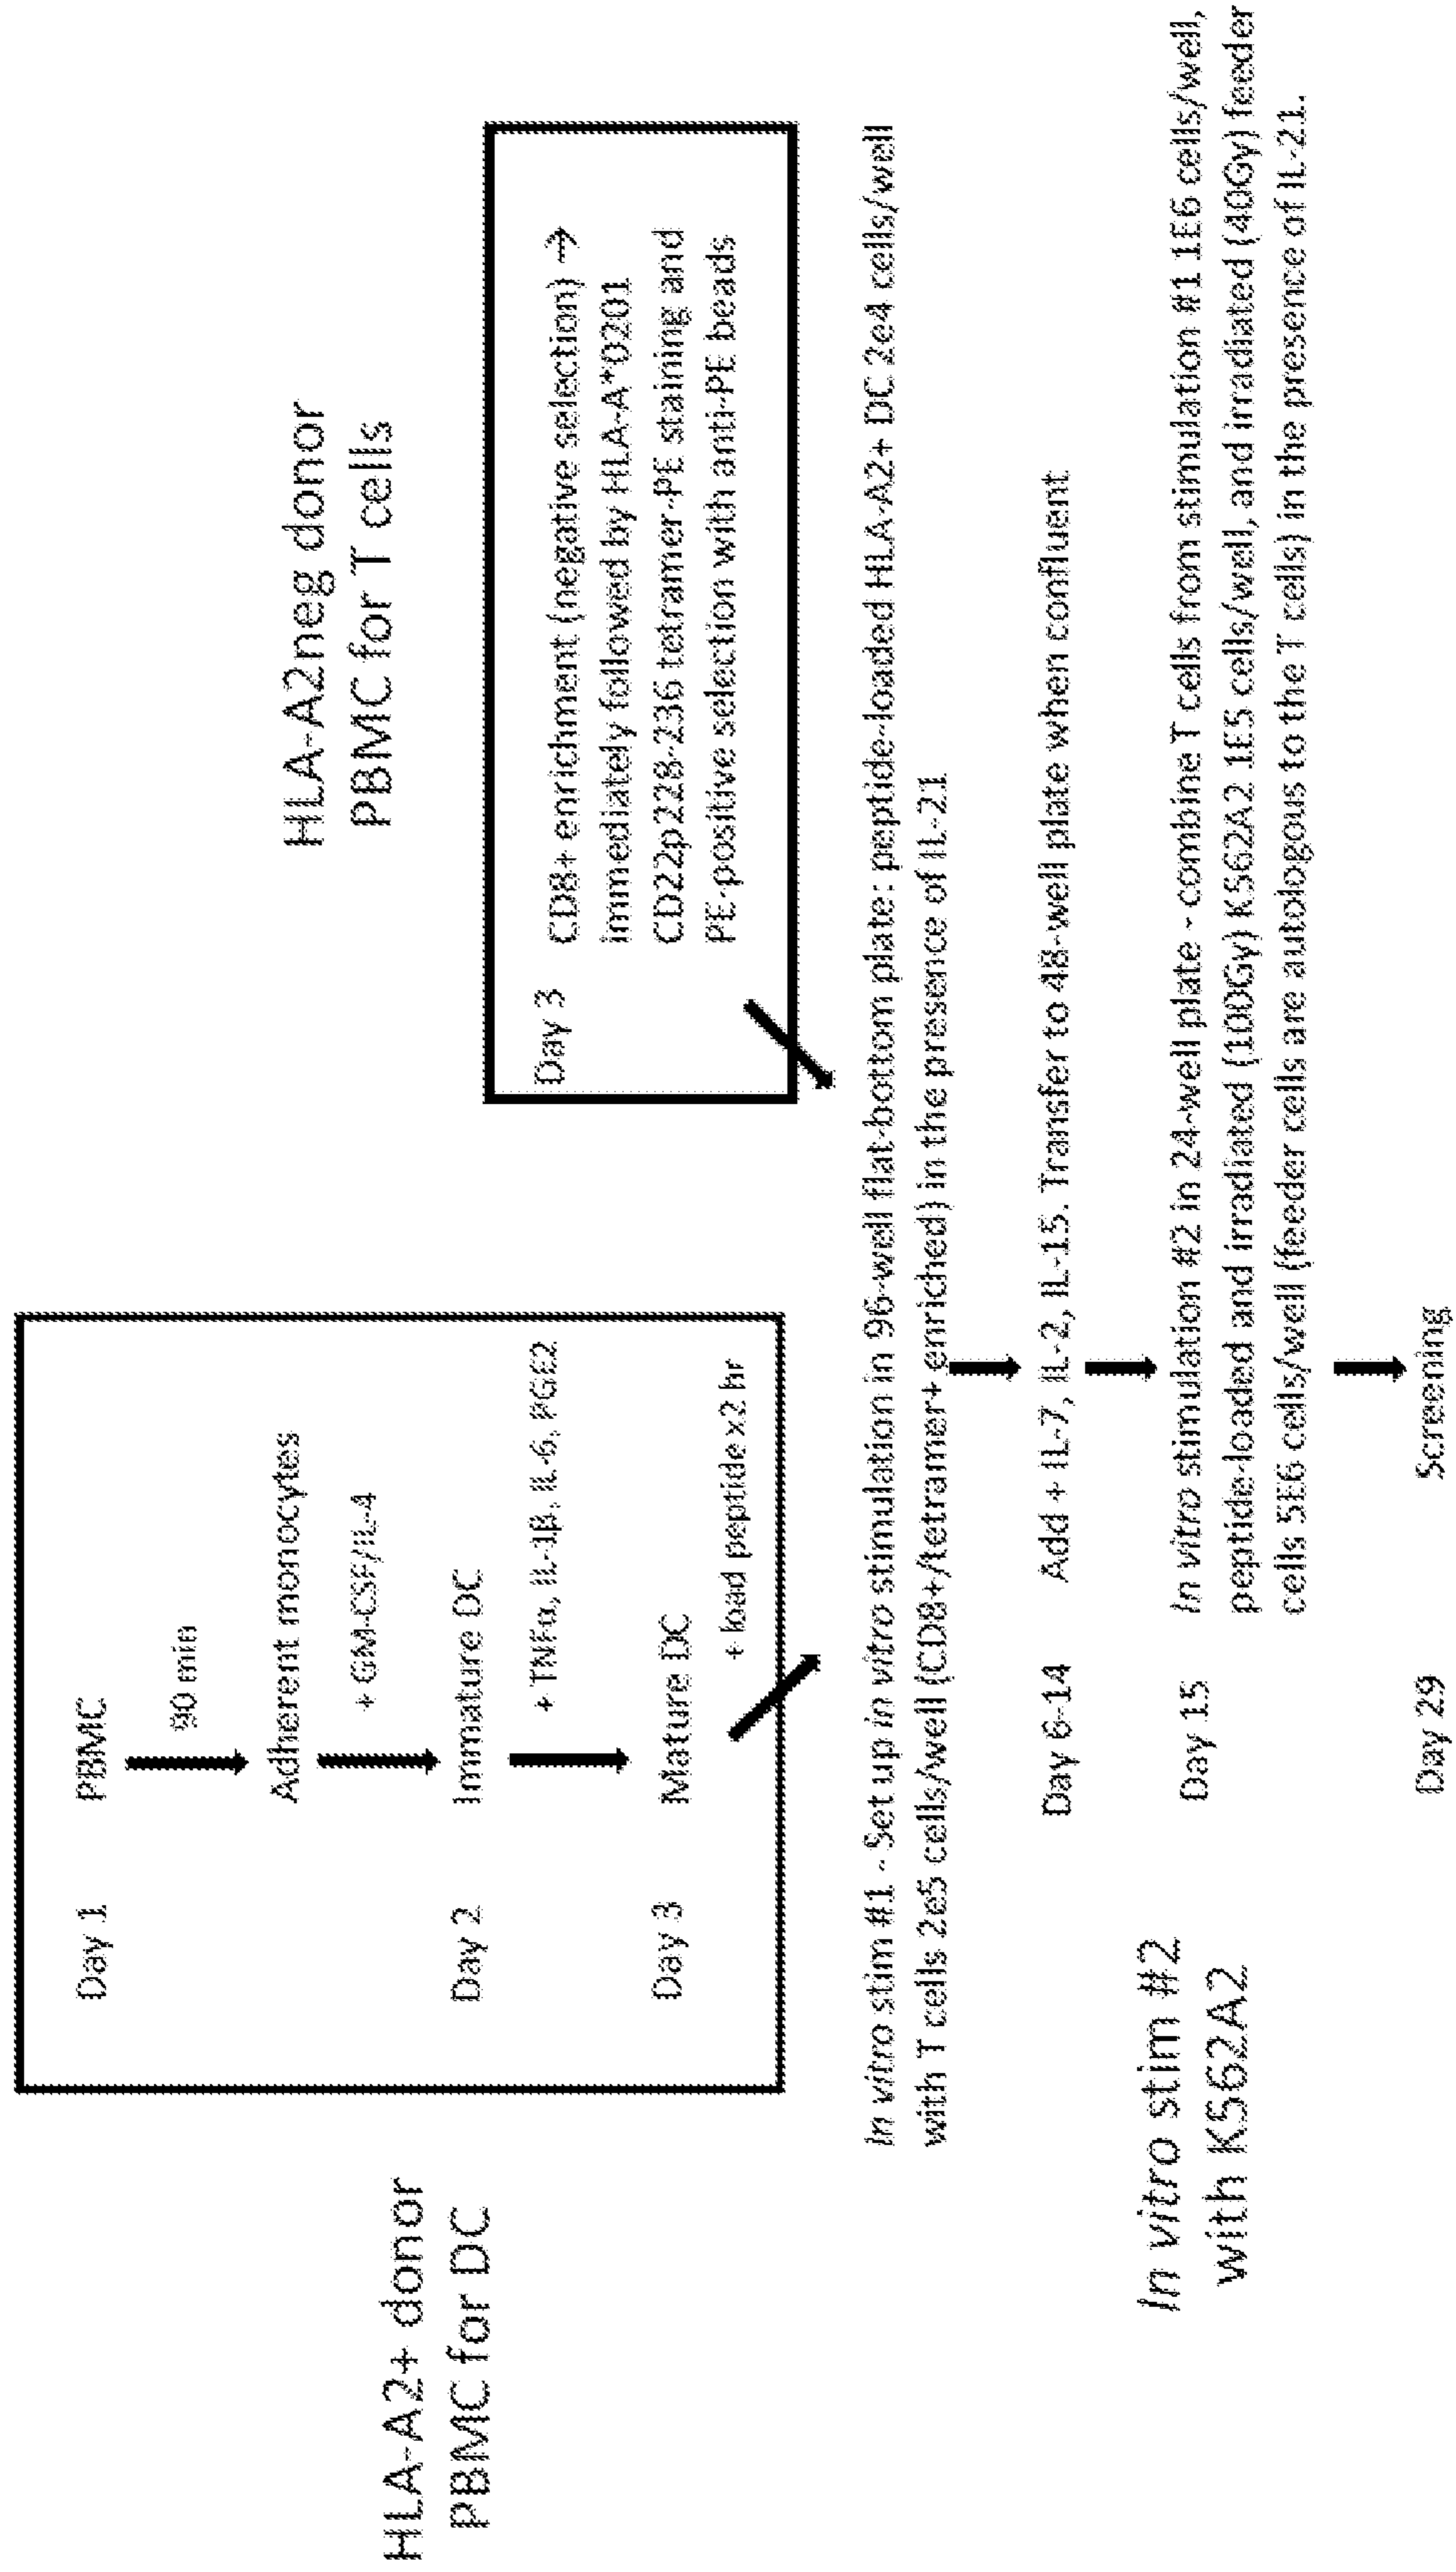 HLA-A2+ donor
PBMC for DC
Day 1
PBMC
90 min
Adherent monocytes
+ GM-CSF/IL-4
Day 2
Immature DC
+ TNFα, IL-1β, IL-6, PGE2
Day 3
Mature DC
+ load peptide x2 hr
HLA-A2neg donor
PBMC for T cells
Day 3
CD8+ enrichment (negative selection) →
immediately followed by HLA-A*0201
CD22p228-236 tetramer-PE staining and
PE-positive selection with anti-PE beads
In vitro stim #1 - Set up in vitro stimulation in 96-well flat-bottom plate: peptide-loaded HLA-A2+ DC 2e4 cells/well
with T cells 2e5 cells/well (CD8+/tetramer+ enriched) in the presence of IL-21
Day 6-14
Add + IL-7, IL-2, IL-15. Transfer to 48-well plate when confluent
In vitro stim #2
with K562A2
Day 15
In vitro stimulation #2 in 24-well plate - combine T cells from stimulation #1 1E6 cells/well,
peptide-loaded and irradiated (100Gy) K562A2 1E5 cells/well, and irradiated (40Gy) feeder
cells 5E6 cells/well (feeder cells are autologous to the T cells) in the presence of IL-21.
Day 29
Screening